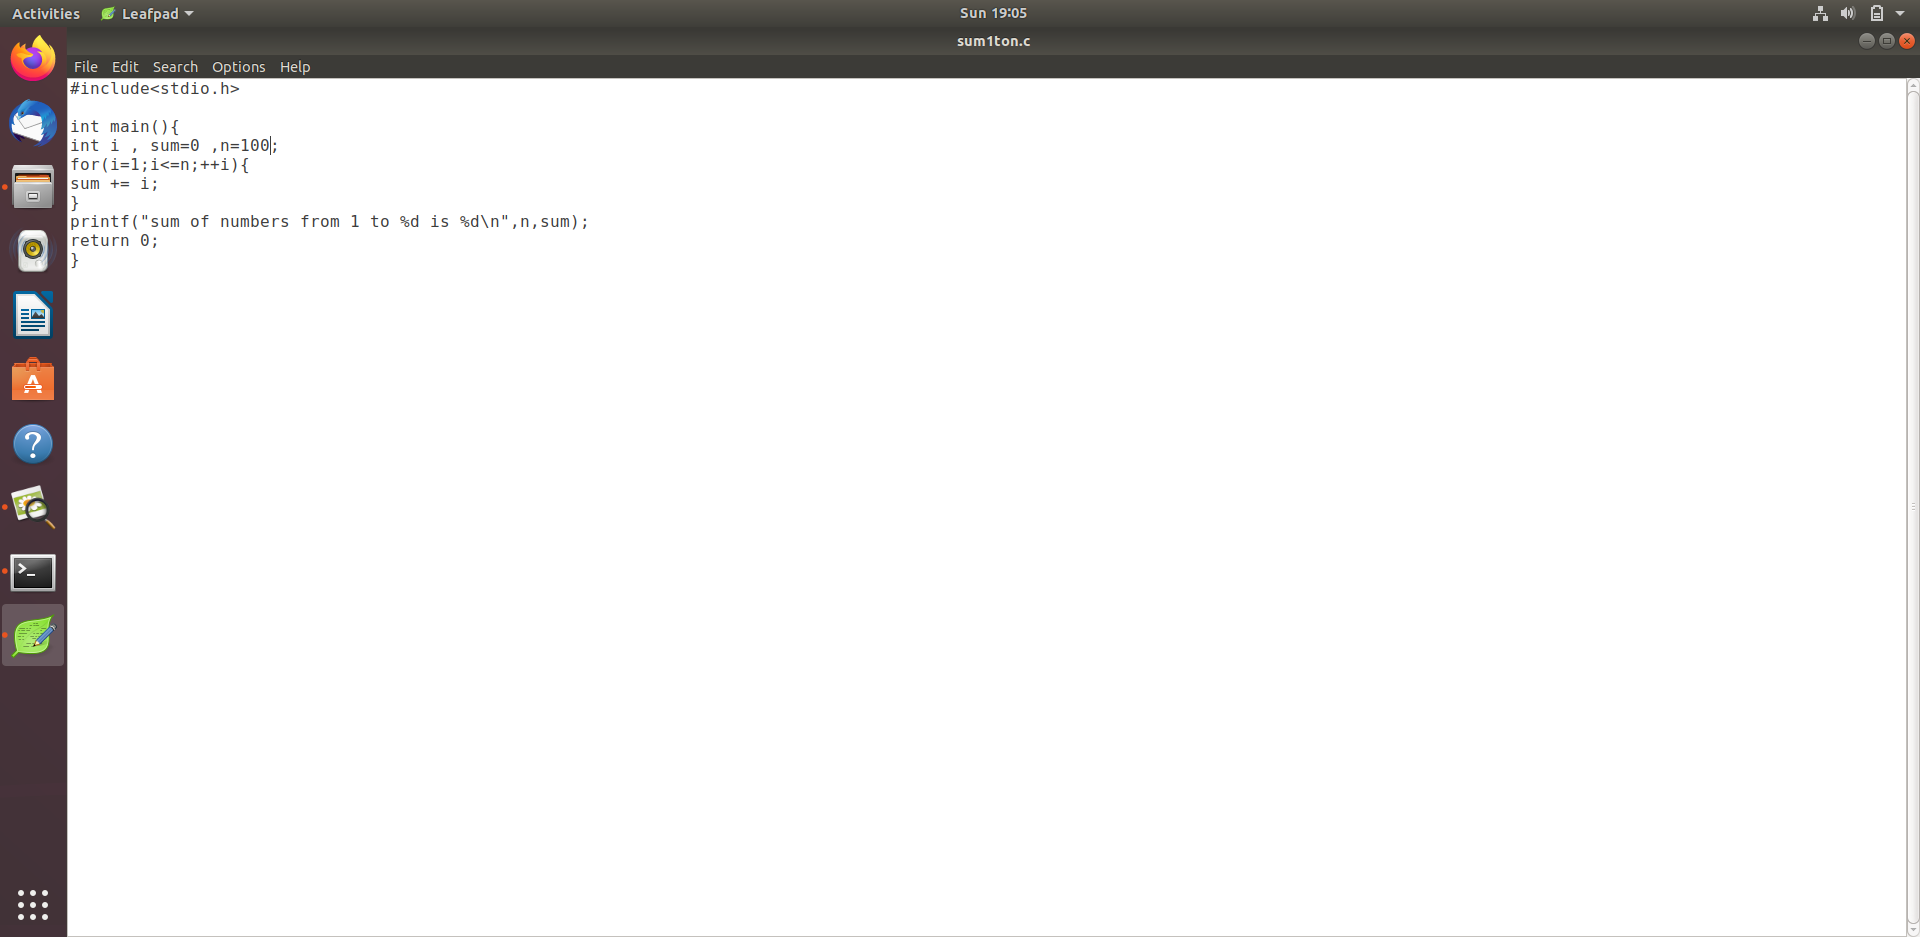 Activities Leafpad Sun 19:05
sum1ton.c
File Edit Search Options Help
#include<stdio.h>
int main(){
int i , sum=0 ,n=100;
for(i=1;i<=n;++i){
sum += i;
}
printf("sum of numbers from 1 to %d is %d\n",n,sum);
return 0;
}